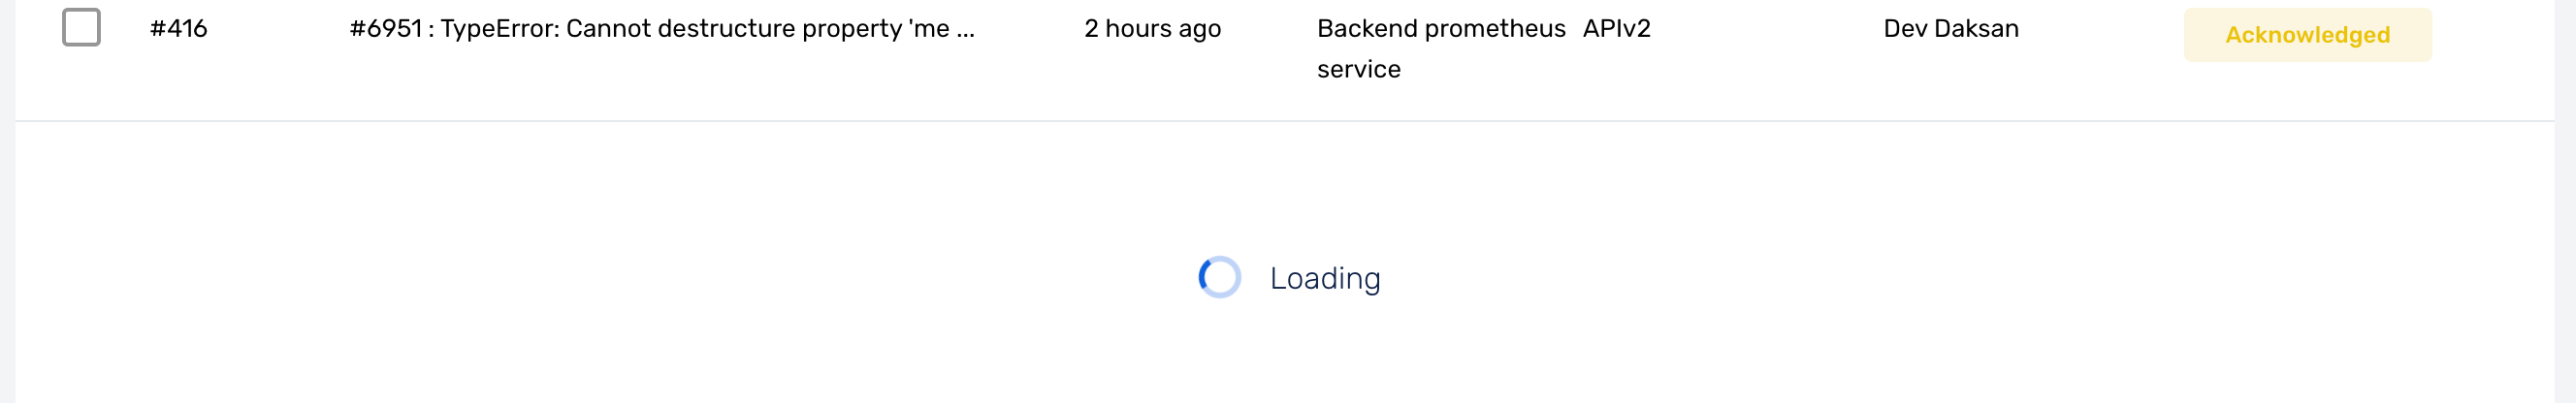 #416 #6951 : TypeError: Cannot destructure property 'me ... 2 hours ago Backend prometheus service APIv2 Dev Daksan Acknowledged
Loading